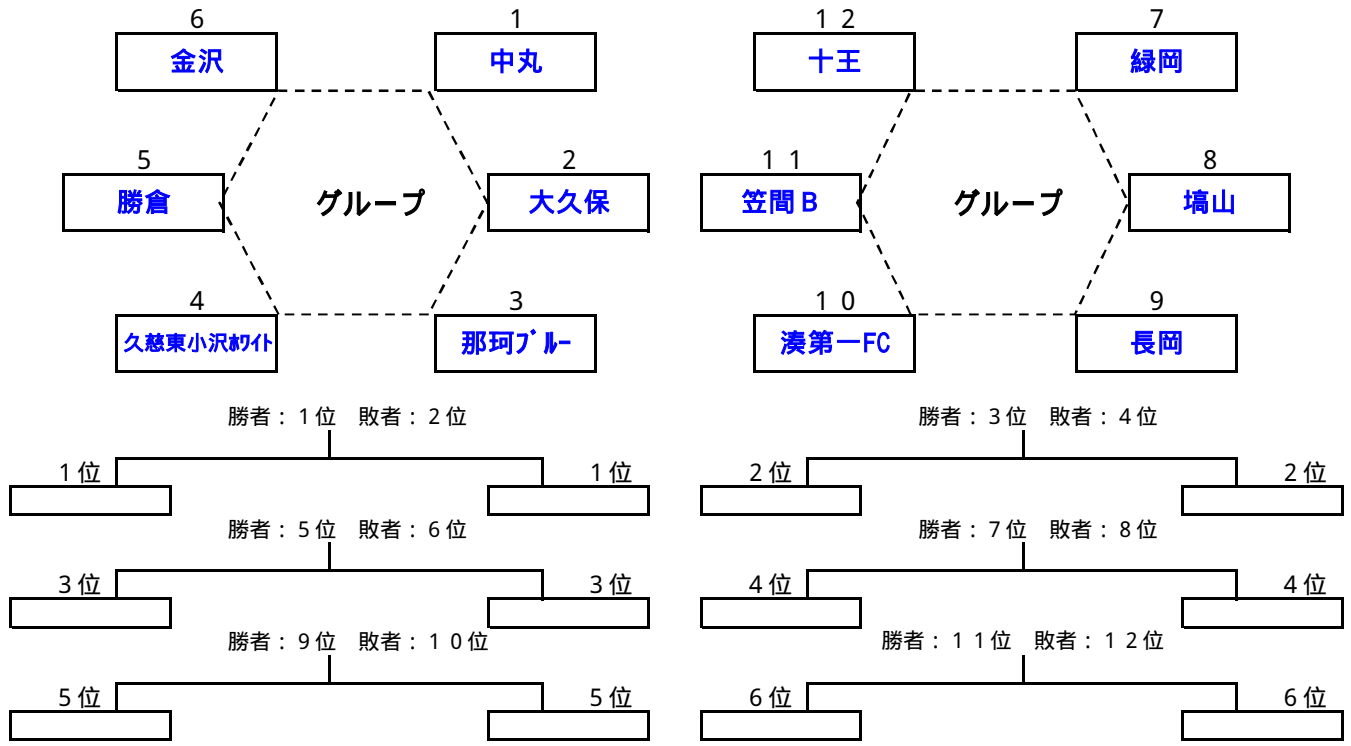 6 1 １２ 7
金沢 中丸 十王 緑岡
5 2 １１ 8
勝倉 グループ 大久保 笠間Ｂ グループ 塙山
4 3 １０ 9
久慈東小沢ﾎﾜｲﾄ 那珂ﾌﾞﾙｰ 湊第一FC 長岡
勝者：1位 敗者：2位 勝者：3位 敗者：4位
1位 1位 2位 2位
勝者：5位 敗者：6位 勝者：7位 敗者：8位
3位 3位 4位 4位
勝者：9位 敗者：１０位 勝者：１１位 敗者：１２位
5位 5位 6位 6位